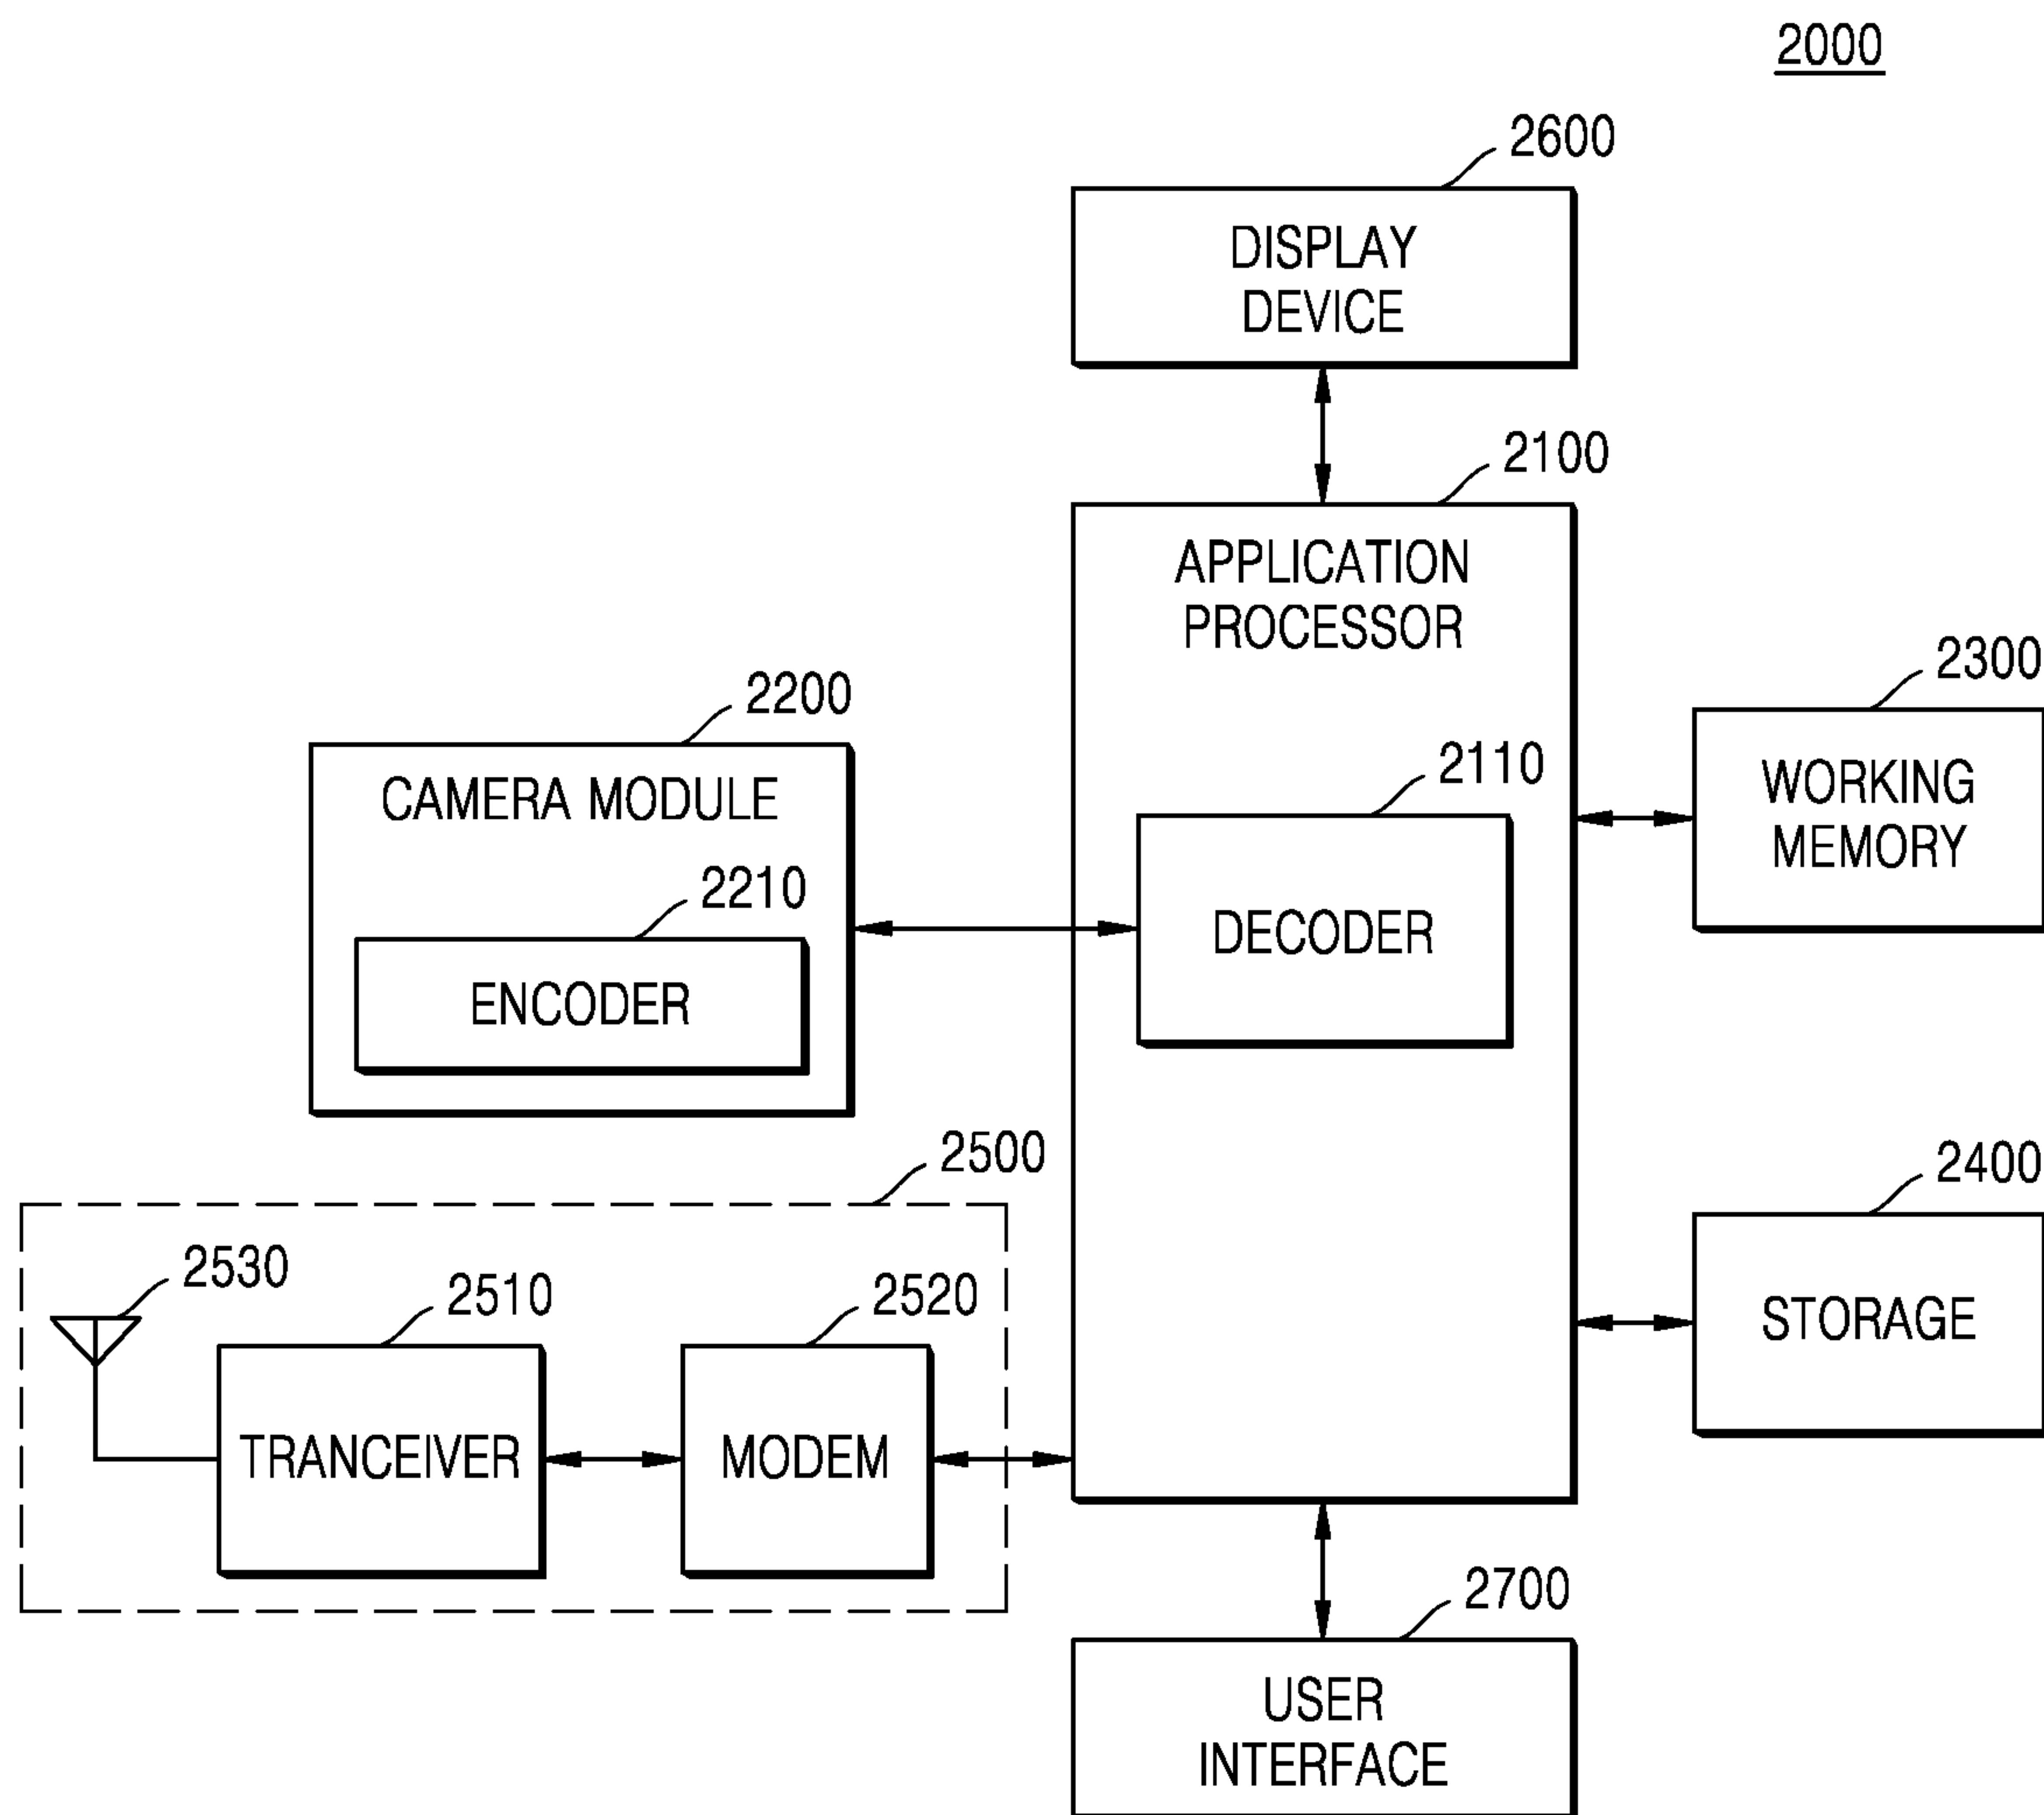 2000
2600
DISPLAY
DEVICE
2100
APPLICATION
PROCESSOR
2300
WORKING
MEMORY
2200
CAMERA MODULE
2110
DECODER
2210
ENCODER
2500
2400
STORAGE
2530
2510
TRANCEIVER
2520
MODEM
2700
USER
INTERFACE